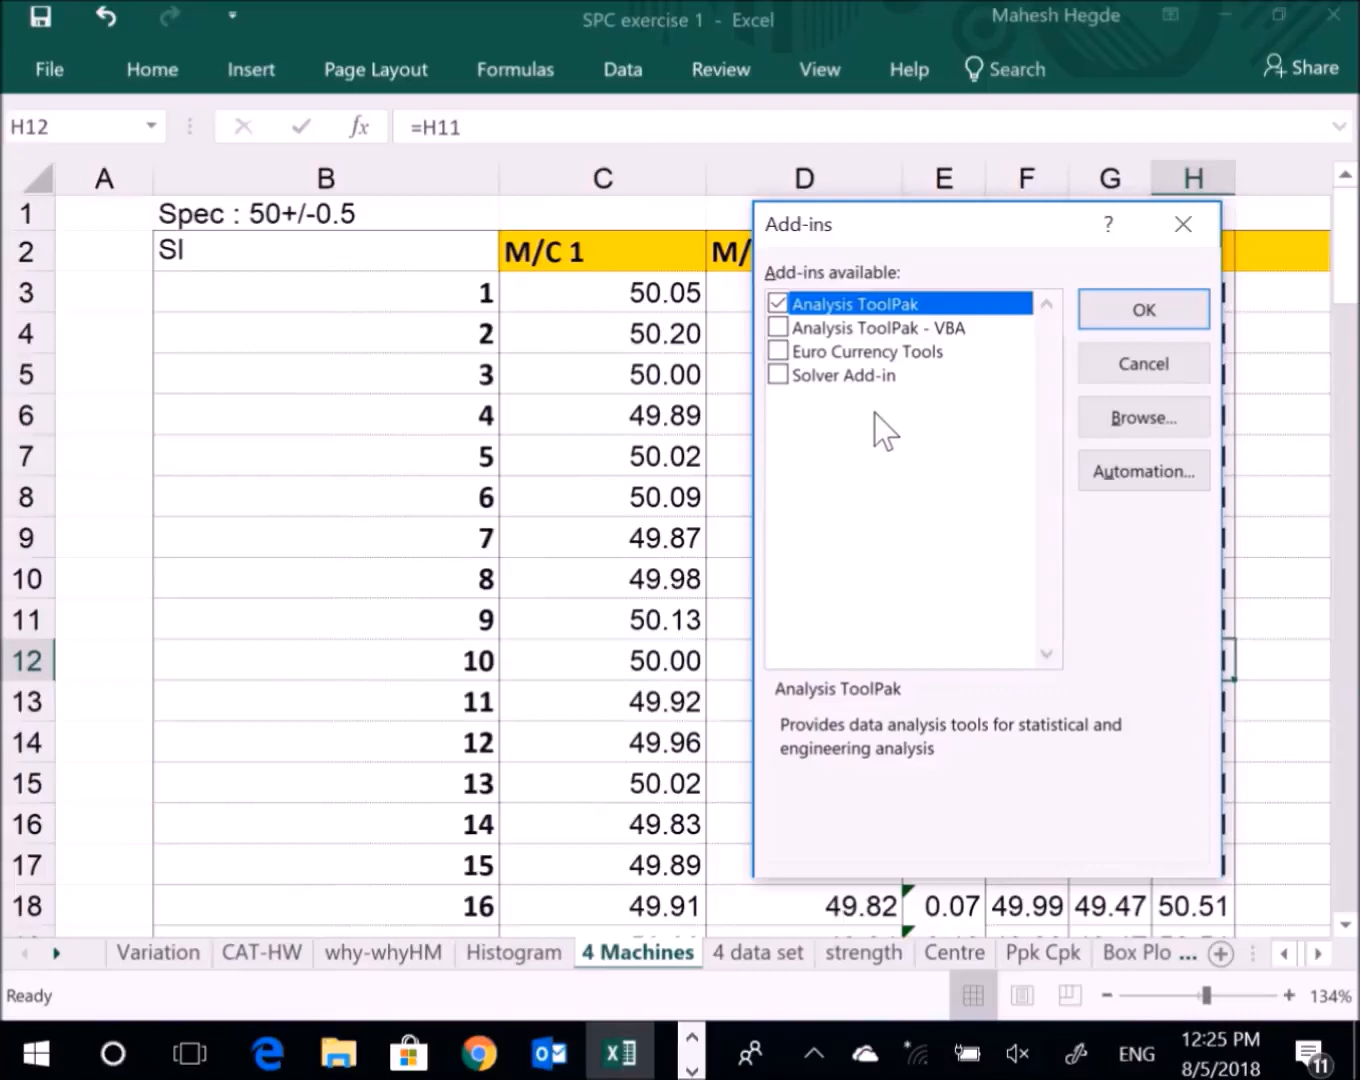 SPC exercise 1 - Excel
Mahesh Hegde
File Home Insert Page Layout Formulas Data Review View Help Search Share
H12 fx =H11
A B C D E F G H
1 Spec : 50+/-0.5
2 Sl M/C 1 M/
3 1 50.05
4 2 50.20
5 3 50.00
6 4 49.89
7 5 50.02
8 6 50.09
9 7 49.87
10 8 49.98
11 9 50.13
12 10 50.00
13 11 49.92
14 12 49.96
15 13 50.02
16 14 49.83
17 15 49.89
18 16 49.91 49.82 0.07 49.99 49.47 50.51
Add-ins ?
Add-ins available:
Analysis ToolPak
Analysis ToolPak - VBA
Euro Currency Tools
Solver Add-in
OK
Cancel
Browse...
Automation...
Analysis ToolPak
Provides data analysis tools for statistical and
engineering analysis
Variation CAT-HW why-whyHM Histogram 4 Machines 4 data set strength Centre Ppk Cpk Box Plo ...
Ready 134%
ENG 12:25 PM
8/5/2018 11